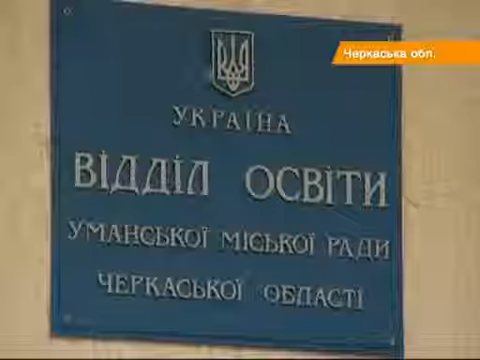 Черкаська обл.
УКРАЇНА
ВІДДІЛ ОСВІТИ
УМАНСЬКОЇ МІСЬКОЇ РАДИ
ЧЕРКАСЬКОЇ ОБЛАСТІ